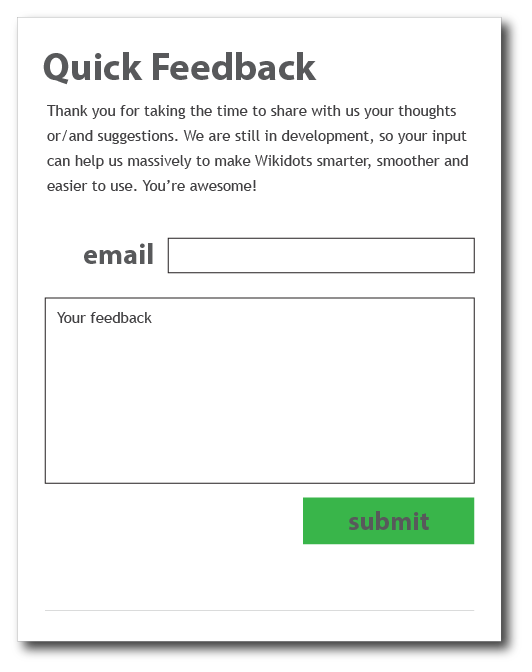 Quick Feedback
Thank you for taking the time to share with us your thoughts
or/and suggestions. We are still in development, so your input
can help us massively to make Wikidots smarter, smoother and
easier to use. You’re awesome!
email
Your feedback
submit